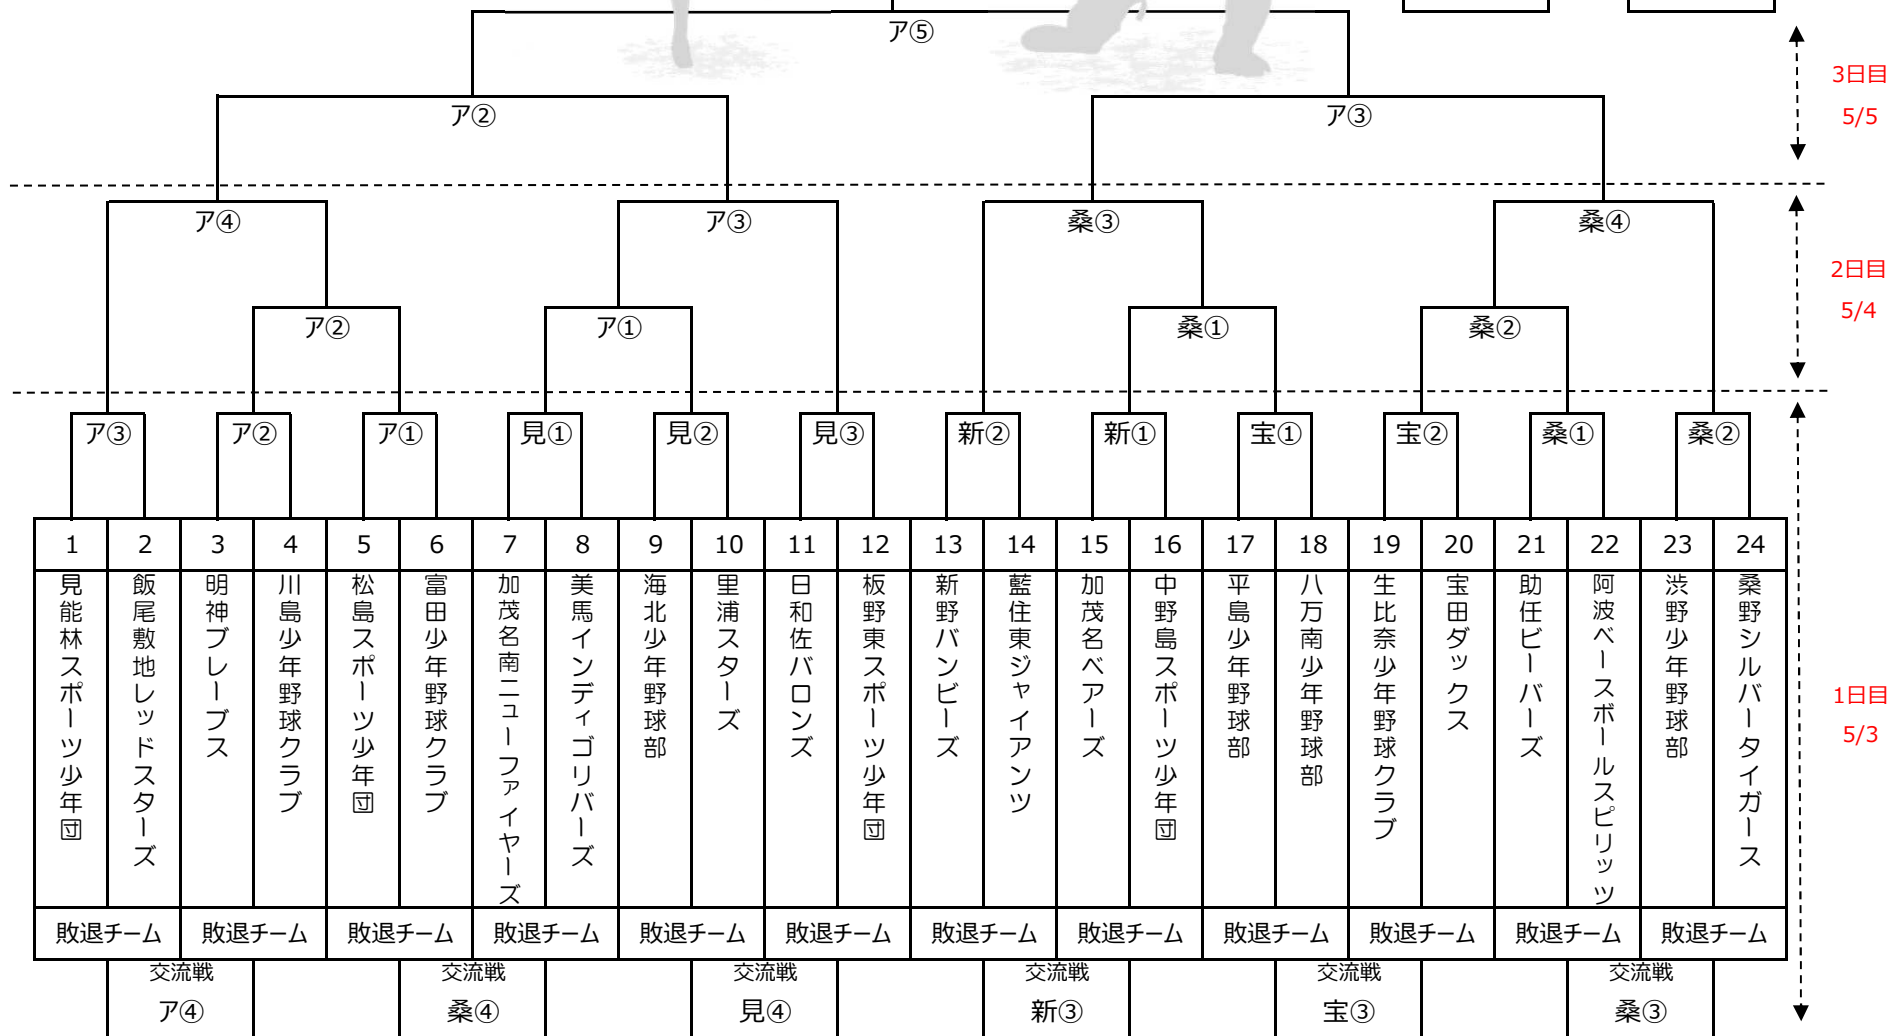 ア⑤
3日目
5/5
ア②
ア③
ア④
ア③
桑③
桑④
2日目
5/4
ア②
ア①
桑①
桑②
ア③
ア②
ア①
見①
見②
見③
新②
新①
宝①
宝②
桑①
桑②
1
2
3
4
5
6
7
8
9
10
11
12
13
14
15
16
17
18
19
20
21
22
23
24
見能林スポーツ少年団
飯尾敷地レッドスターズ
明神ブレーブス
川島少年野球クラブ
松島スポーツ少年団
富田少年野球クラブ
加茂名南ニューファイヤーズ
美馬インディゴリバーズ
海北少年野球部
里浦スターズ
日和佐バロンズ
板野東スポーツ少年団
新野バンビーズ
藍住東ジャイアンツ
加茂名ベアーズ
中野島スポーツ少年団
平島少年野球部
八万南少年野球部
生比奈少年野球クラブ
宝田ダックス
助任ビーバーズ
阿波ベースボールスピリッツ
渋野少年野球部
桑野シルバータイガース
1日目
5/3
敗退チーム
敗退チーム
敗退チーム
敗退チーム
敗退チーム
敗退チーム
敗退チーム
敗退チーム
敗退チーム
敗退チーム
敗退チーム
敗退チーム
交流戦
交流戦
交流戦
交流戦
交流戦
交流戦
ア④
桑④
見④
新③
宝③
桑③